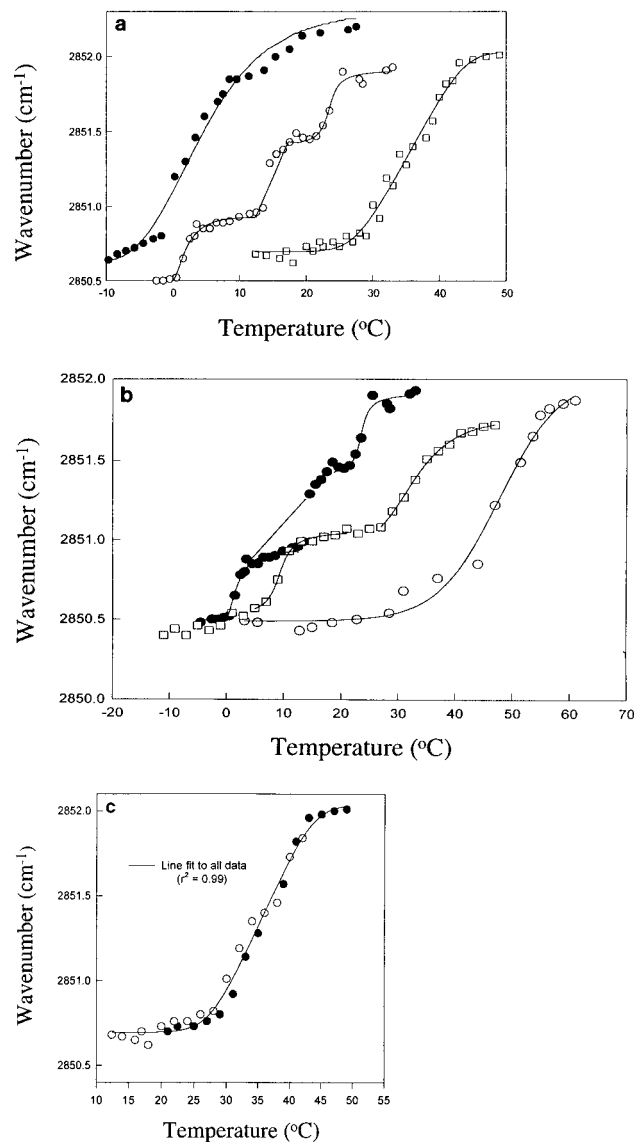 a
2852.0
2851.5
2851.0
2850.5
Wavenumber (cm-1)
-10 0 10 20 30 40 50
Temperature (oC)
b
2852.0
2851.5
2851.0
2850.5
2850.0
Wavenumber (cm-1)
-20 -10 0 10 20 30 40 50 60 70
Temperature (oC)
c
2852.0
2851.5
2851.0
2850.5
Wavenumber (cm-1)
Line fit to all data
(r2 = 0.99)
10 15 20 25 30 35 40 45 50 55
Temperature (oC)